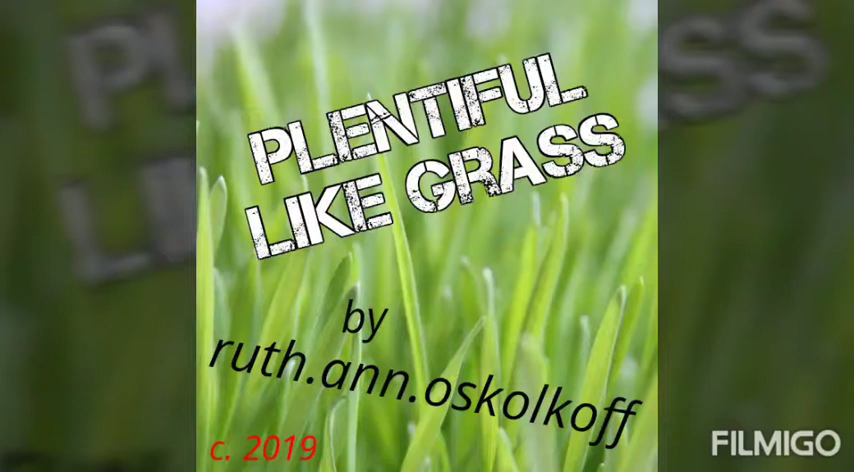 PLENTIFUL
LIKE GRASS
by
ruth.ann.oskolkoff
c. 2019
FILMIGO